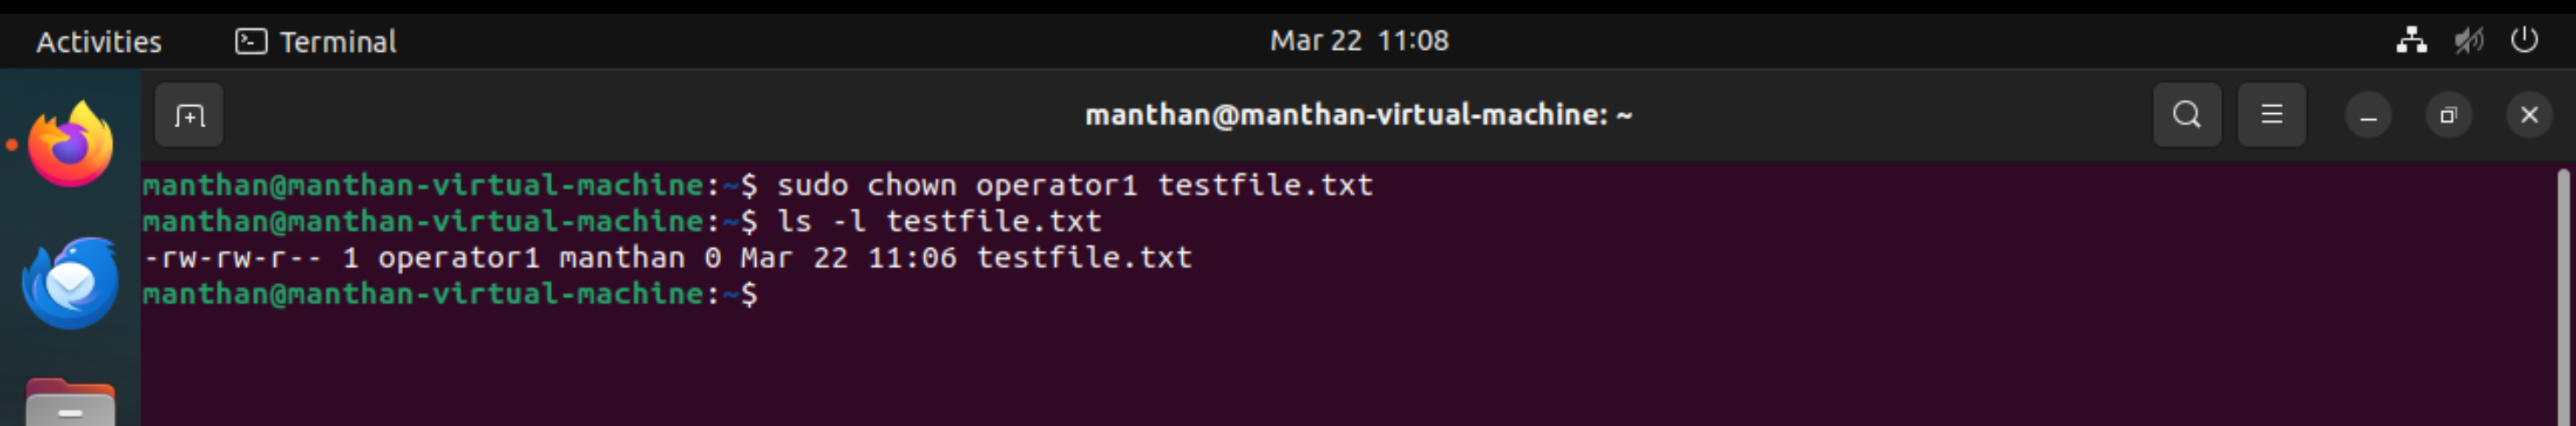 Activities Terminal Mar 22 11:08
manthan@manthan-virtual-machine: ~
manthan@manthan-virtual-machine:~$ sudo chown operator1 testfile.txt
manthan@manthan-virtual-machine:~$ ls -l testfile.txt
-rw-rw-r-- 1 operator1 manthan 0 Mar 22 11:06 testfile.txt
manthan@manthan-virtual-machine:~$